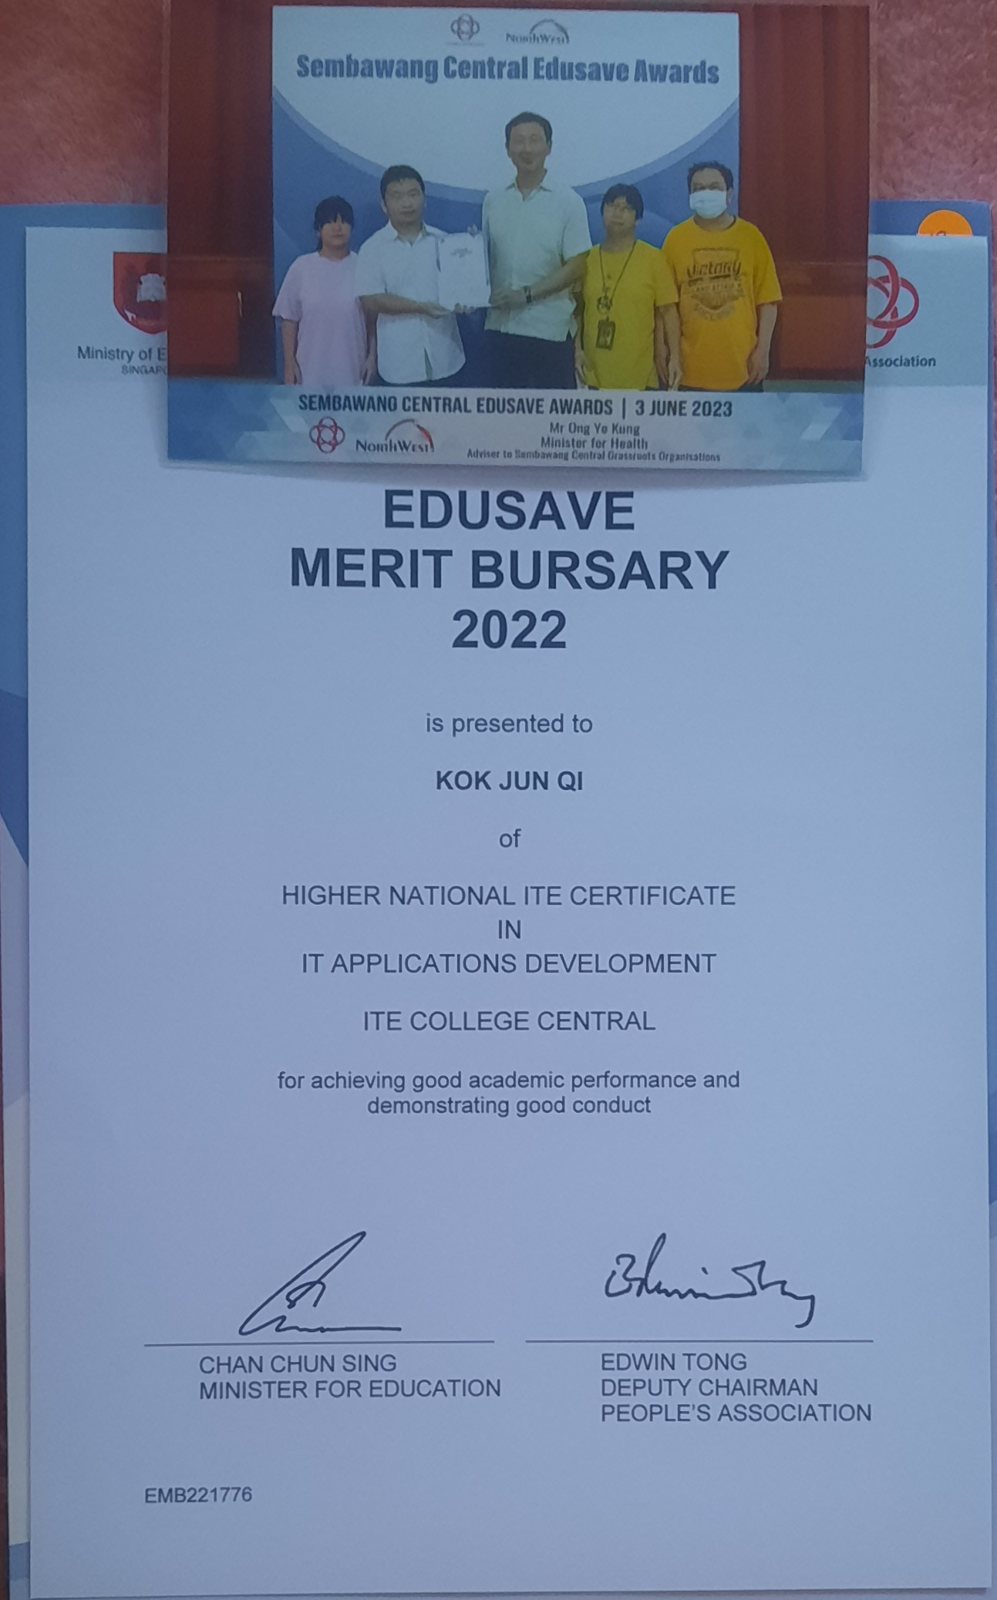 NorthWest
Sembawang Central Edusave Awards
Victory
SEMBAWANG CENTRAL EDUSAVE AWARDS | 3 JUNE 2023
Mr Ong Ye Kung
Minister for Health
Adviser to Sembawang Central Grassroots Organisations
NorthWest
Ministry of E
SINGAPO
Association
EDUSAVE
MERIT BURSARY
2022
is presented to
KOK JUN QI
of
HIGHER NATIONAL ITE CERTIFICATE
IN
IT APPLICATIONS DEVELOPMENT
ITE COLLEGE CENTRAL
for achieving good academic performance and
demonstrating good conduct
CHAN CHUN SING
MINISTER FOR EDUCATION
EDWIN TONG
DEPUTY CHAIRMAN
PEOPLE'S ASSOCIATION
EMB221776